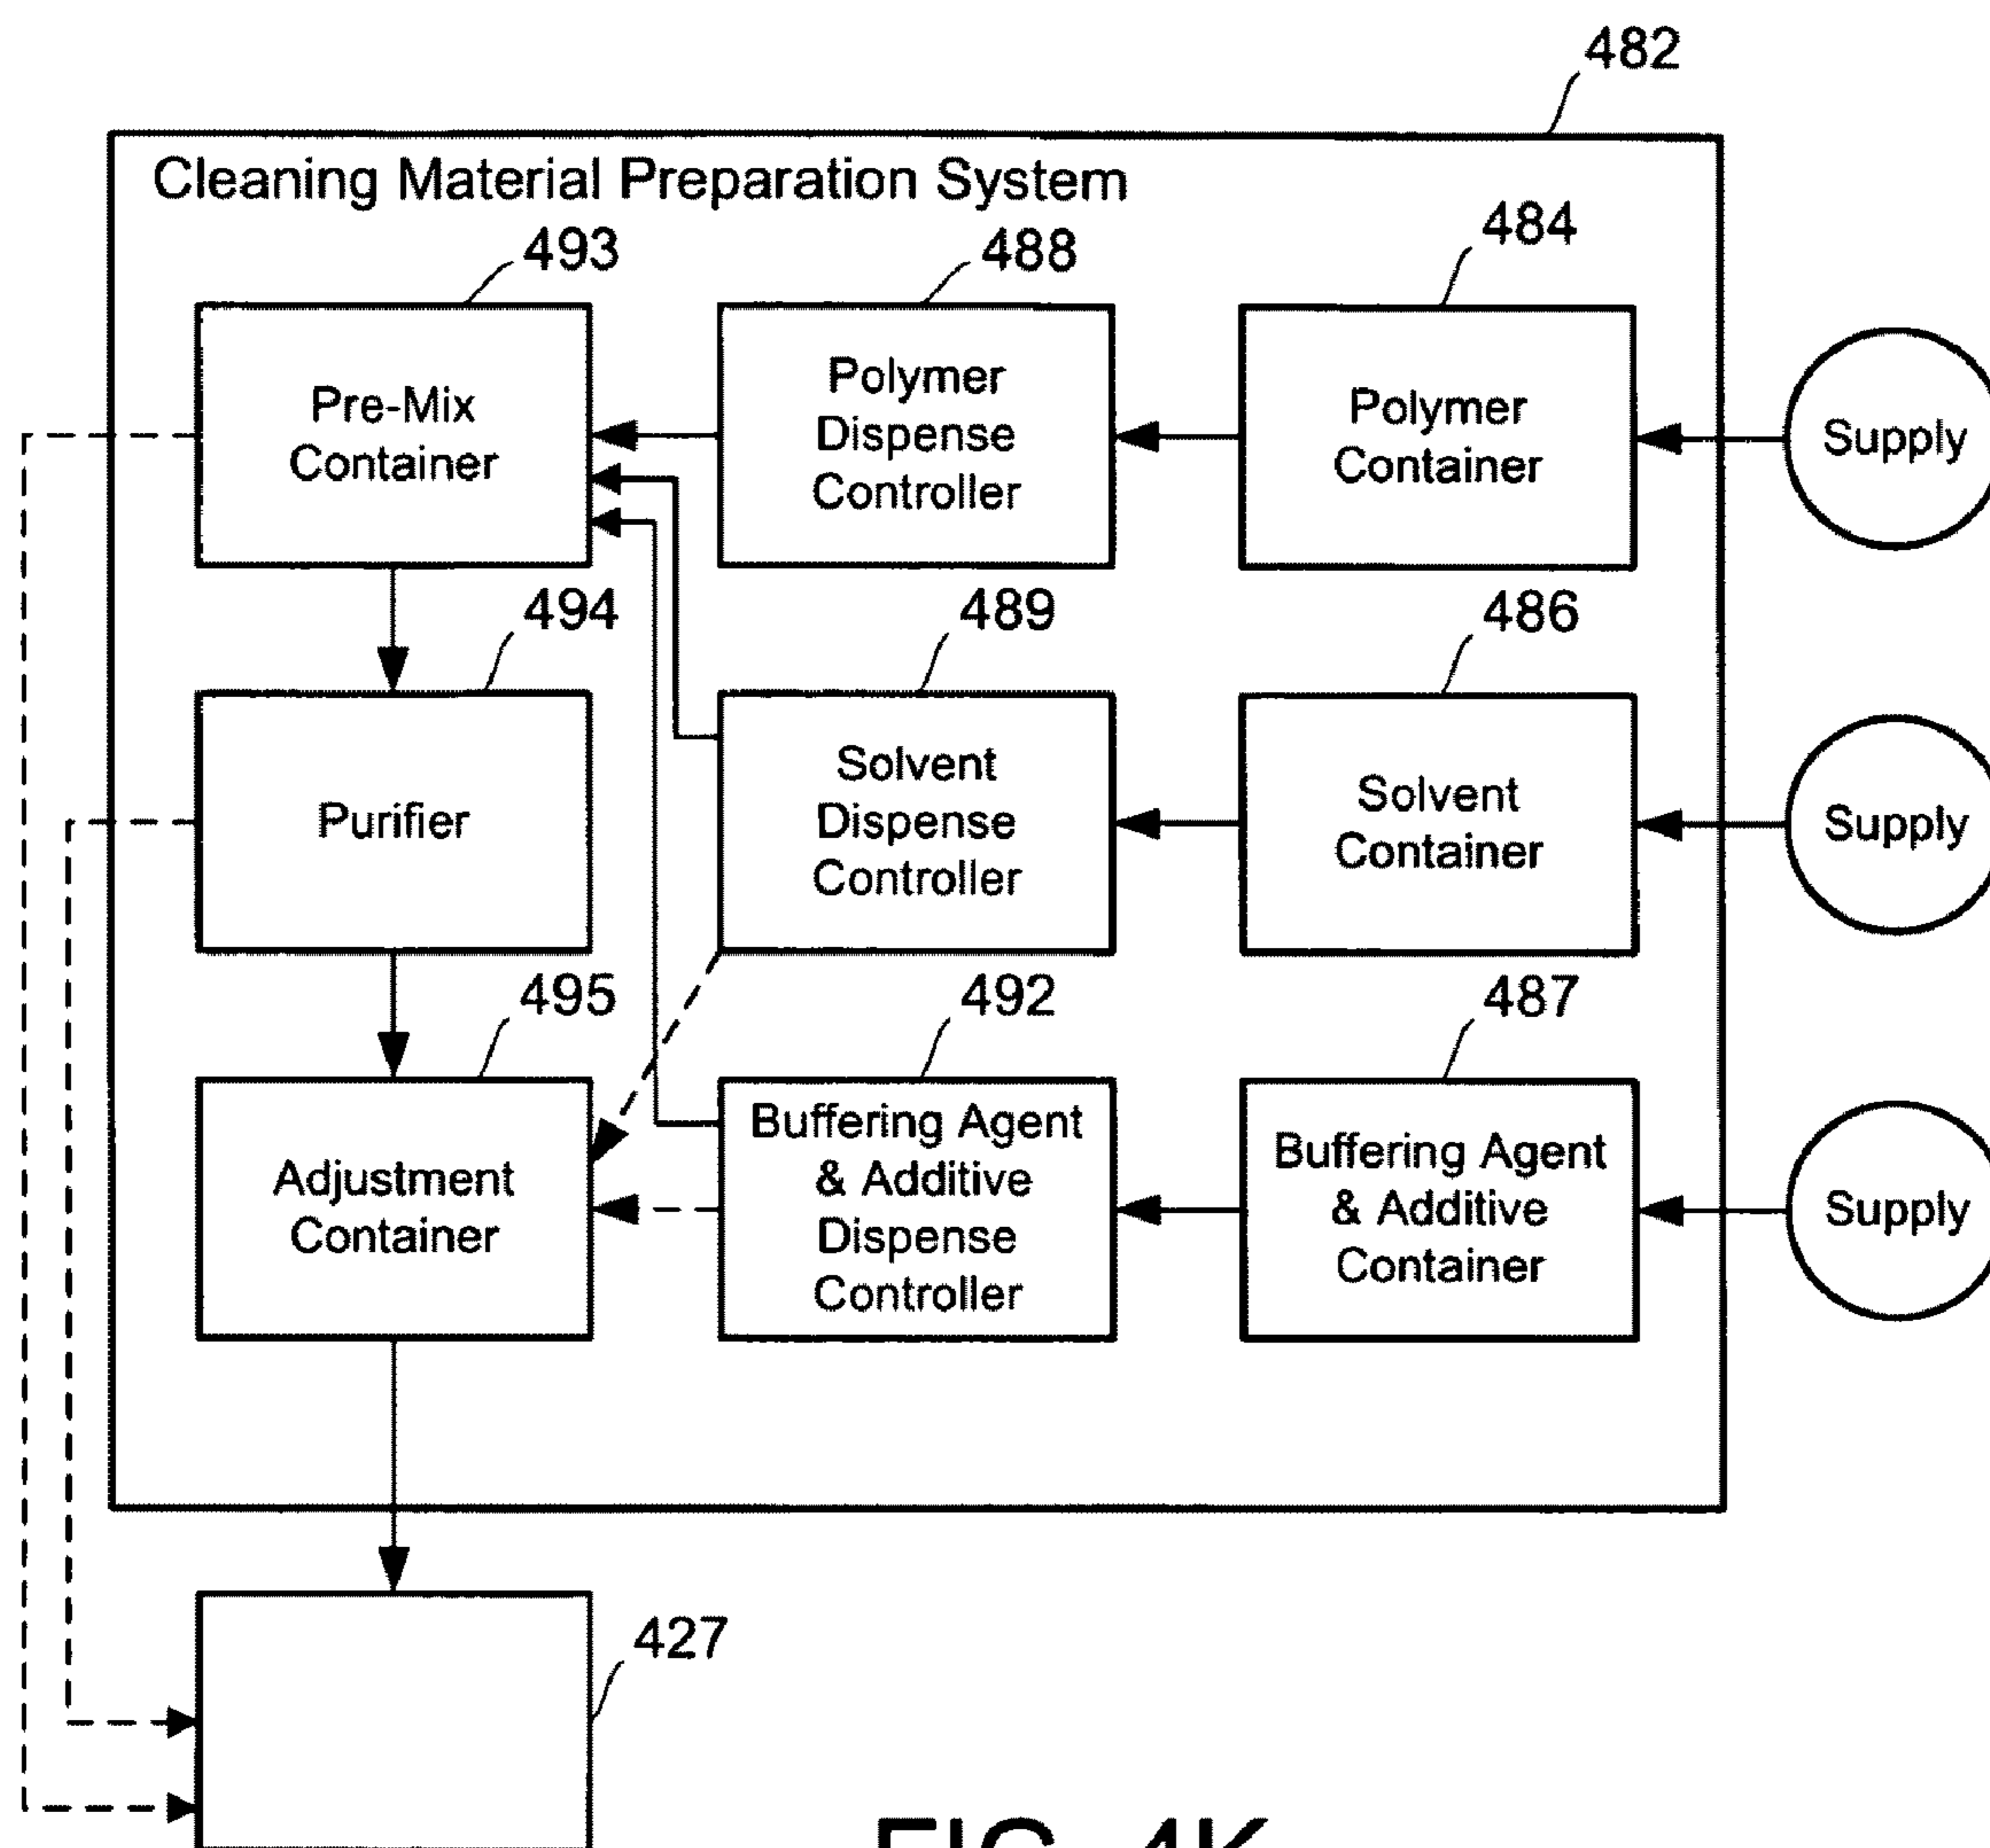 482
Cleaning Material Preparation System
493
488
484
Pre-Mix
Container
Polymer
Dispense
Controller
Polymer
Container
Supply
494
489
486
Purifier
Solvent
Dispense
Controller
Solvent
Container
Supply
495
492
487
Adjustment
Container
Buffering Agent
& Additive
Dispense
Controller
Buffering Agent
& Additive
Container
Supply
427
FIG. 4K